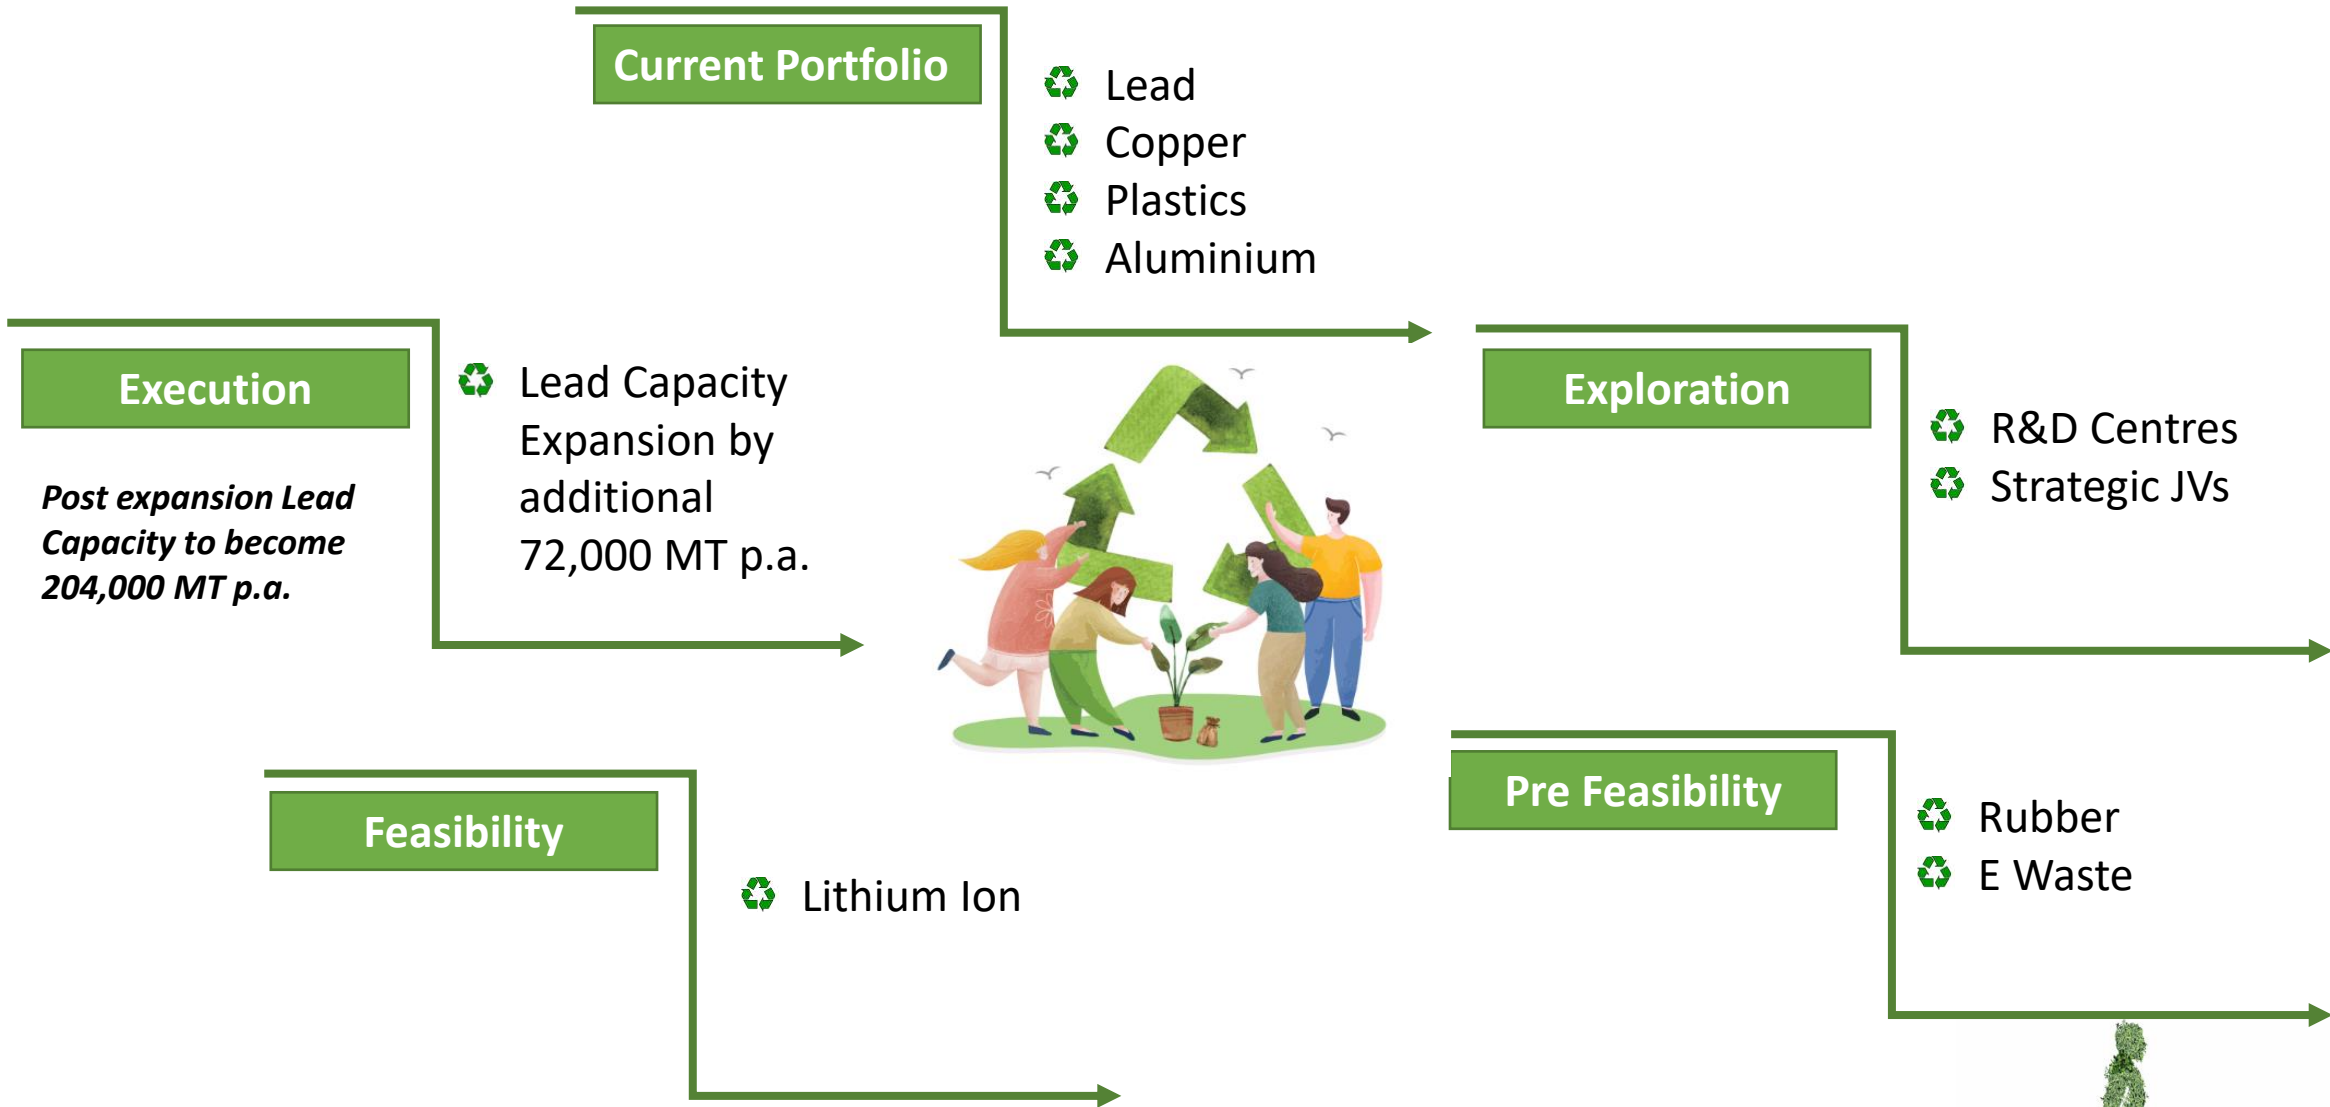 Current Portfolio
Lead
Copper
Plastics
Aluminium
Execution
Post expansion Lead
Capacity to become
204,000 MT p.a.
Lead Capacity
Expansion by
additional
72,000 MT p.a.
Exploration
R&D Centres
Strategic JVs
Feasibility
Lithium Ion
Pre Feasibility
Rubber
E Waste